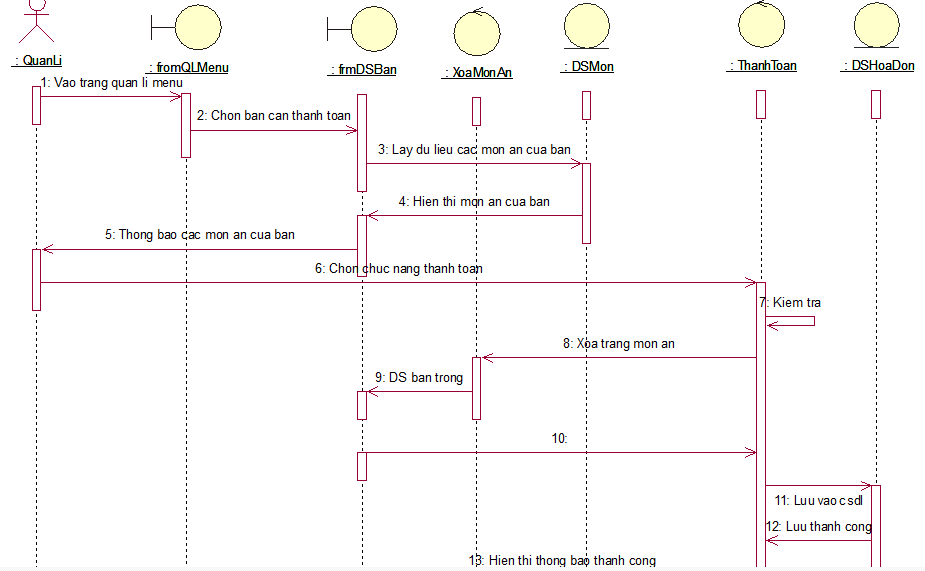 : QuanLi
: fromQLMenu
: frmDSBan
: XoaMonAn
: DSMon
: ThanhToan
: DSHoaDon
1: Vao trang quan li menu
2: Chon ban can thanh toan
3: Lay du lieu cac mon an cua ban
4: Hien thi mon an cua ban
5: Thong bao cac mon an cua ban
6: Chon chuc nang thanh toan
7: Kiem tra
8: Xoa trang mon an
9: DS ban trong
10:
11: Luu vao csdl
12: Luu thanh cong
13: Hien thi thong bao thanh cong